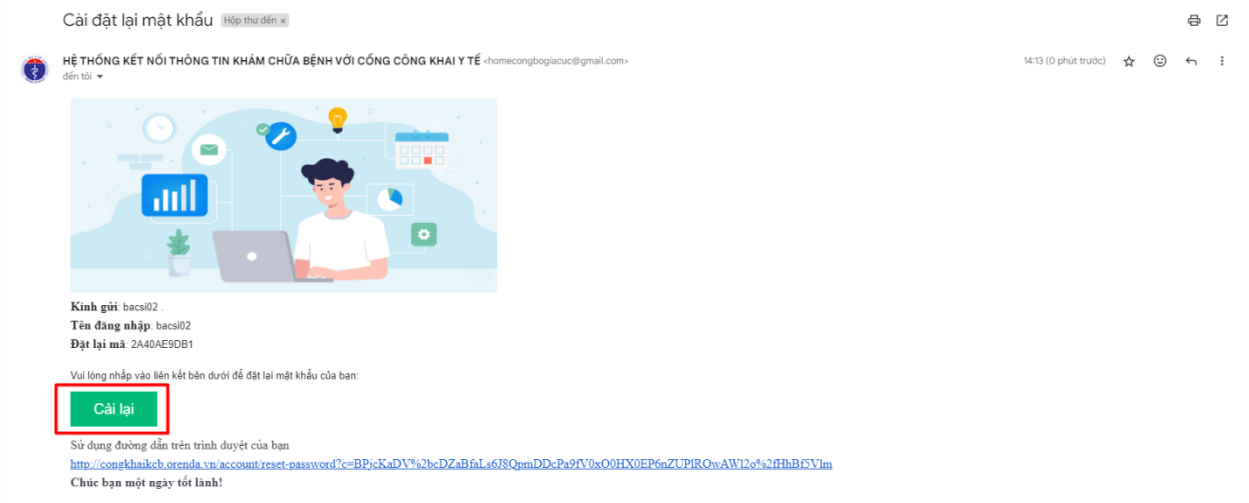 Cài đặt lại mật khẩu Hộp thư đến ×
HỆ THỐNG KẾT NỐI THÔNG TIN KHÁM CHỮA BỆNH VỚI CỔNG CÔNG KHAI Y TẾ <homecongbogiacuc@gmail.com> 14:13 (0 phút trước)
đến tôi
Kính gửi: bacsi02 .
Tên đăng nhập: bacsi02
Đặt lại mã: 2A40AE9DB1
Vui lòng nhấp vào liên kết bên dưới để đặt lại mật khẩu của bạn:
Cài lại
Sử dụng đường dẫn trên trình duyệt của bạn
http://congkhaikcb.orenda.vn/account/reset-password?c=BPjcKaDV%2bcDZaBfaLs6J8QpmDDcPa9fV0xO0HX0EP6nZUPlROwAWl2o%2fHhBf5Vlm
Chúc bạn một ngày tốt lành!